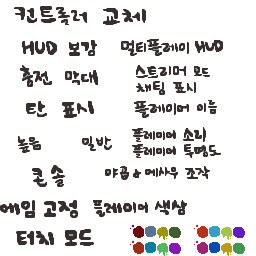 컨트롤러 교체
HUD 보강 멀티플레이 HUD
충전 막대 스트리머 모드
채팅 표시
탄 표시 플레이어 이름
높음 일반 플레이어 소리
플레이어 투명도
콘솔 야곱 & 에사우 조작
에임 고정 플레이어 색상
터치 모드